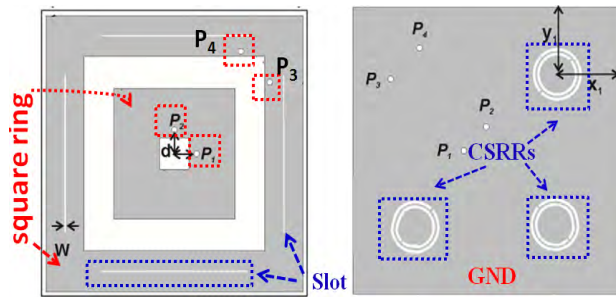 P4
P3
square ring
P2
d
P1
W
Slot
y1
x1
P4
P3
P2
P1
CSRRs
GND